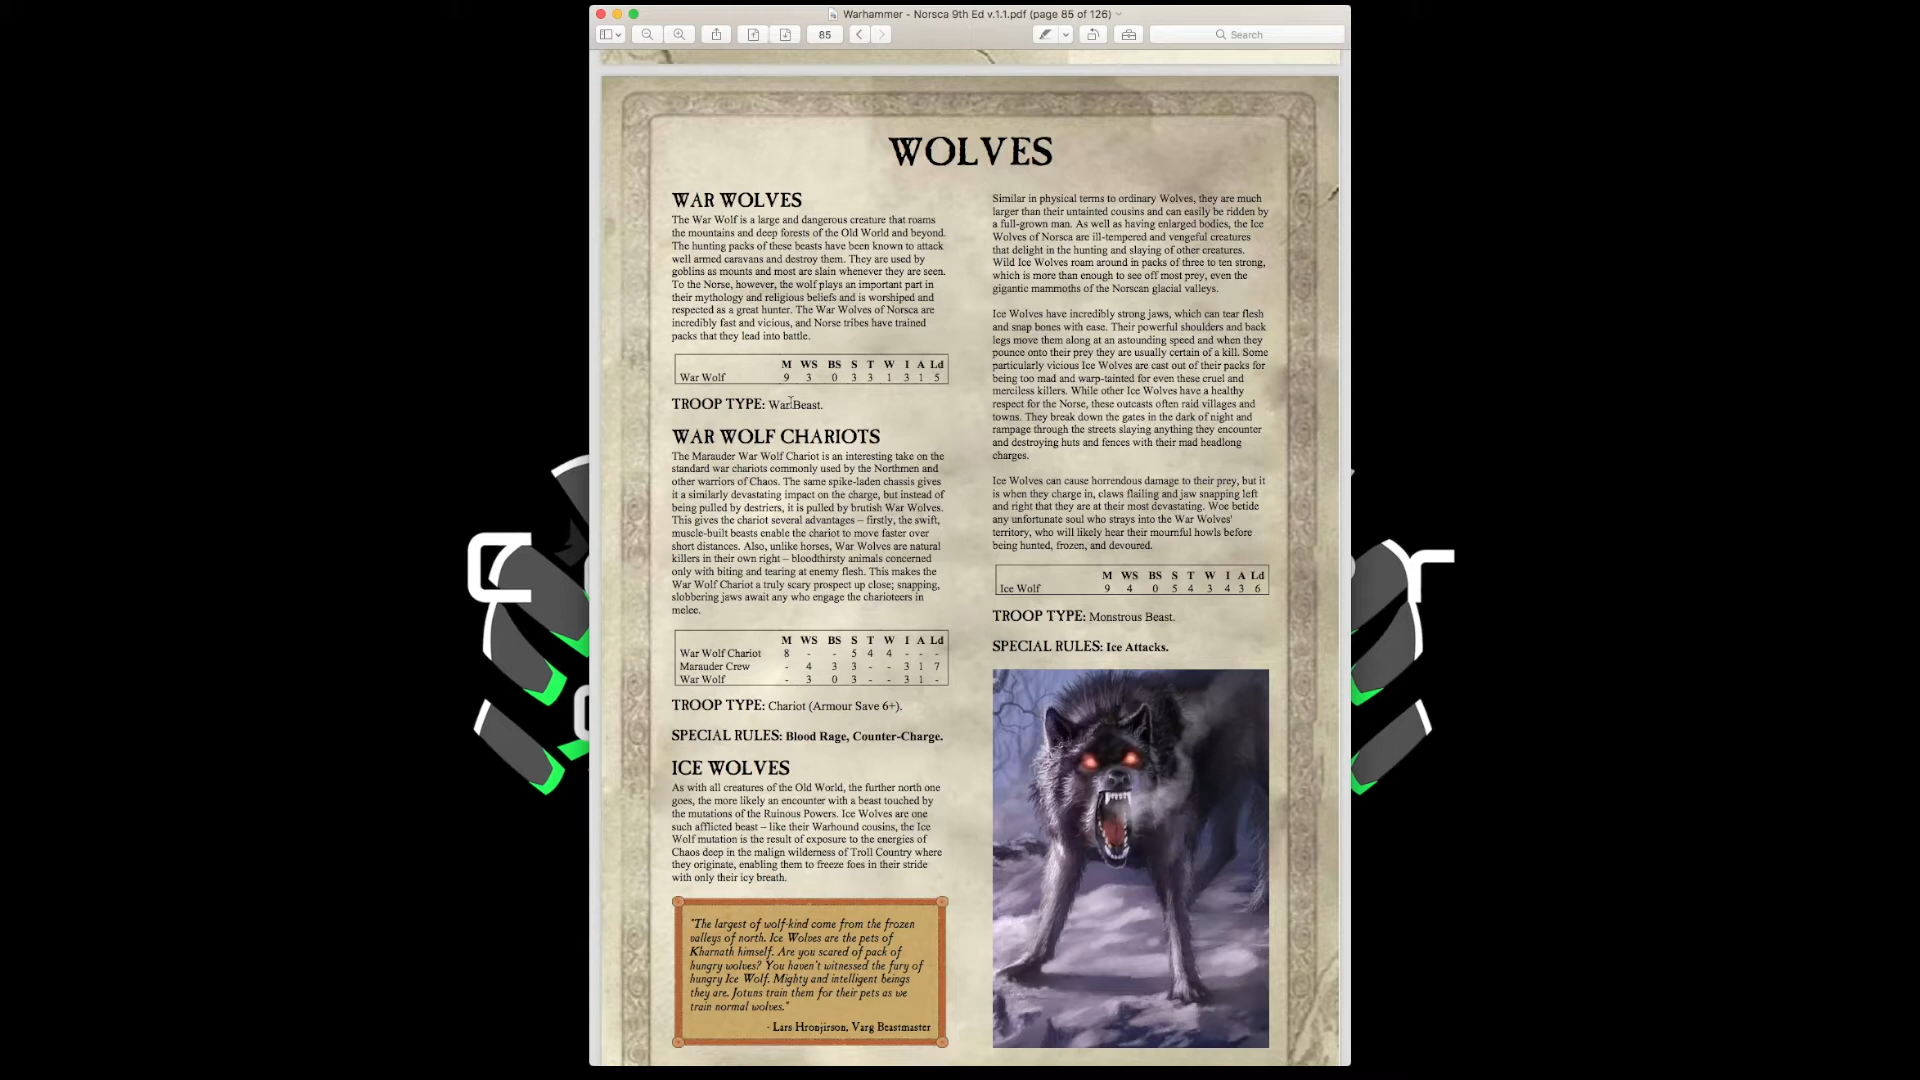 Warhammer - Norsca 9th Ed v.1.1.pdf (page 85 of 126)
85
Search
WOLVES
WAR WOLVES
The War Wolf is a large and dangerous creature that roams
the mountains and deep forests of the Old World and beyond.
The hunting packs of these beasts have been known to attack
well armed caravans and destroy them. They are used by
goblins as mounts and most are slain whenever they are seen.
To the Norse, however, the wolf plays an important part in
their mythology and religious beliefs and is worshiped and
respected as a great hunter. The War Wolves of Norsca are
incredibly fast and vicious, and Norse tribes have trained
packs that they lead into battle.
M WS BS S T W I A Ld
War Wolf 9 3 0 3 3 1 3 1 5
TROOP TYPE: War Beast.
WAR WOLF CHARIOTS
The Marauder War Wolf Chariot is an interesting take on the
standard war chariots commonly used by the Northmen and
other warriors of Chaos. The same spike-laden chassis gives
it a similarly devastating impact on the charge, but instead of
being pulled by destriers, it is pulled by brutish War Wolves.
This gives the chariot several advantages – firstly, the swift,
muscle-built beasts enable the chariot to move faster over
short distances. Also, unlike horses, War Wolves are natural
killers in their own right – bloodthirsty animals concerned
only with biting and tearing at enemy flesh. This makes the
War Wolf Chariot a truly scary prospect up close; snapping,
slobbering jaws await any who engage the charioteers in
melee.
M WS BS S T W I A Ld
War Wolf Chariot 8 - - 5 4 4 - - -
Marauder Crew - 4 3 3 - - 3 1 7
War Wolf - 3 0 3 - - 3 1 -
TROOP TYPE: Chariot (Armour Save 6+).
SPECIAL RULES: Blood Rage, Counter-Charge.
ICE WOLVES
As with all creatures of the Old World, the further north one
goes, the more likely an encounter with a beast touched by
the mutations of the Ruinous Powers. Ice Wolves are one
such afflicted beast – like their Warhound cousins, the Ice
Wolf mutation is the result of exposure to the energies of
Chaos deep in the malign wilderness of Troll Country where
they originate, enabling them to freeze foes in their stride
with only their icy breath.
"The largest of wolf-kind come from the frozen
valleys of north. Ice Wolves are the pets of
Kharnath himself. Are you scared of pack of
hungry wolves? You haven't witnessed the fury of
hungry Ice Wolf. Mighty and intelligent beings
they are. Jotuns train them for their pets as we
train normal wolves."
- Lars Hronjirson, Varg Beastmaster
Similar in physical terms to ordinary Wolves, they are much
larger than their untainted cousins and can easily be ridden by
a full-grown man. As well as having enlarged bodies, the Ice
Wolves of Norsca are ill-tempered and vengeful creatures
that delight in the hunting and slaying of other creatures.
Wild Ice Wolves roam around in packs of three to ten strong,
which is more than enough to see off most prey, even the
gigantic mammoths of the Norscan glacial valleys.
Ice Wolves have incredibly strong jaws, which can tear flesh
and snap bones with ease. Their powerful shoulders and back
legs move them along at an astounding speed and when they
pounce onto their prey they are usually certain of a kill. Some
particularly vicious Ice Wolves are cast out of their packs for
being too mad and warp-tainted for even these cruel and
merciless killers. While other Ice Wolves have a healthy
respect for the Norse, these outcasts often raid villages and
towns. They break down the gates in the dark of night and
rampage through the streets slaying anything they encounter
and destroying huts and fences with their mad headlong
charges.
Ice Wolves can cause horrendous damage to their prey, but it
is when they charge in, claws flailing and jaw snapping left
and right that they are at their most devastating. Woe betide
any unfortunate soul who strays into the War Wolves'
territory, who will likely hear their mournful howls before
being hunted, frozen, and devoured.
M WS BS S T W I A Ld
Ice Wolf 9 4 0 5 4 3 4 3 6
TROOP TYPE: Monstrous Beast.
SPECIAL RULES: Ice Attacks.